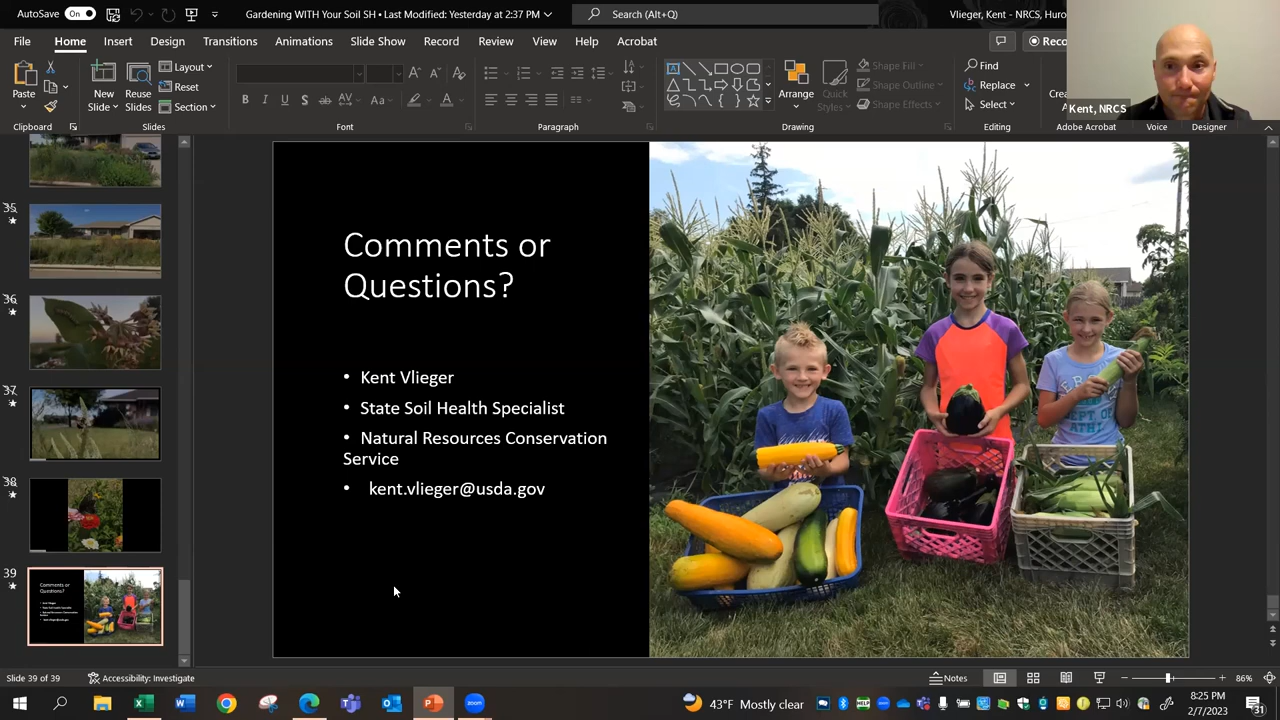 AutoSave On Gardening WITH Your Soil SH • Last Modified: Yesterday at 2:37 PM Search (Alt+Q) Vlieger, Kent - NRCS, Huro
File Home Insert Design Transitions Animations Slide Show Record Review View Help Acrobat Reco
Paste New Slide Reuse Slides Layout Reset Section
Arrange Quick Styles Shape Fill Shape Outline Shape Effects
Find Replace Select
Kent, NRCS
Clipboard Slides Font Paragraph Drawing Editing Adobe Acrobat Voice Designer
35
36
37
38
39
Comments or
Questions?
• Kent Vlieger
• State Soil Health Specialist
• Natural Resources Conservation
Service
• kent.vlieger@usda.gov
Slide 39 of 39 Accessibility: Investigate Notes 86%
43°F Mostly clear 8:25 PM
2/7/2023 31